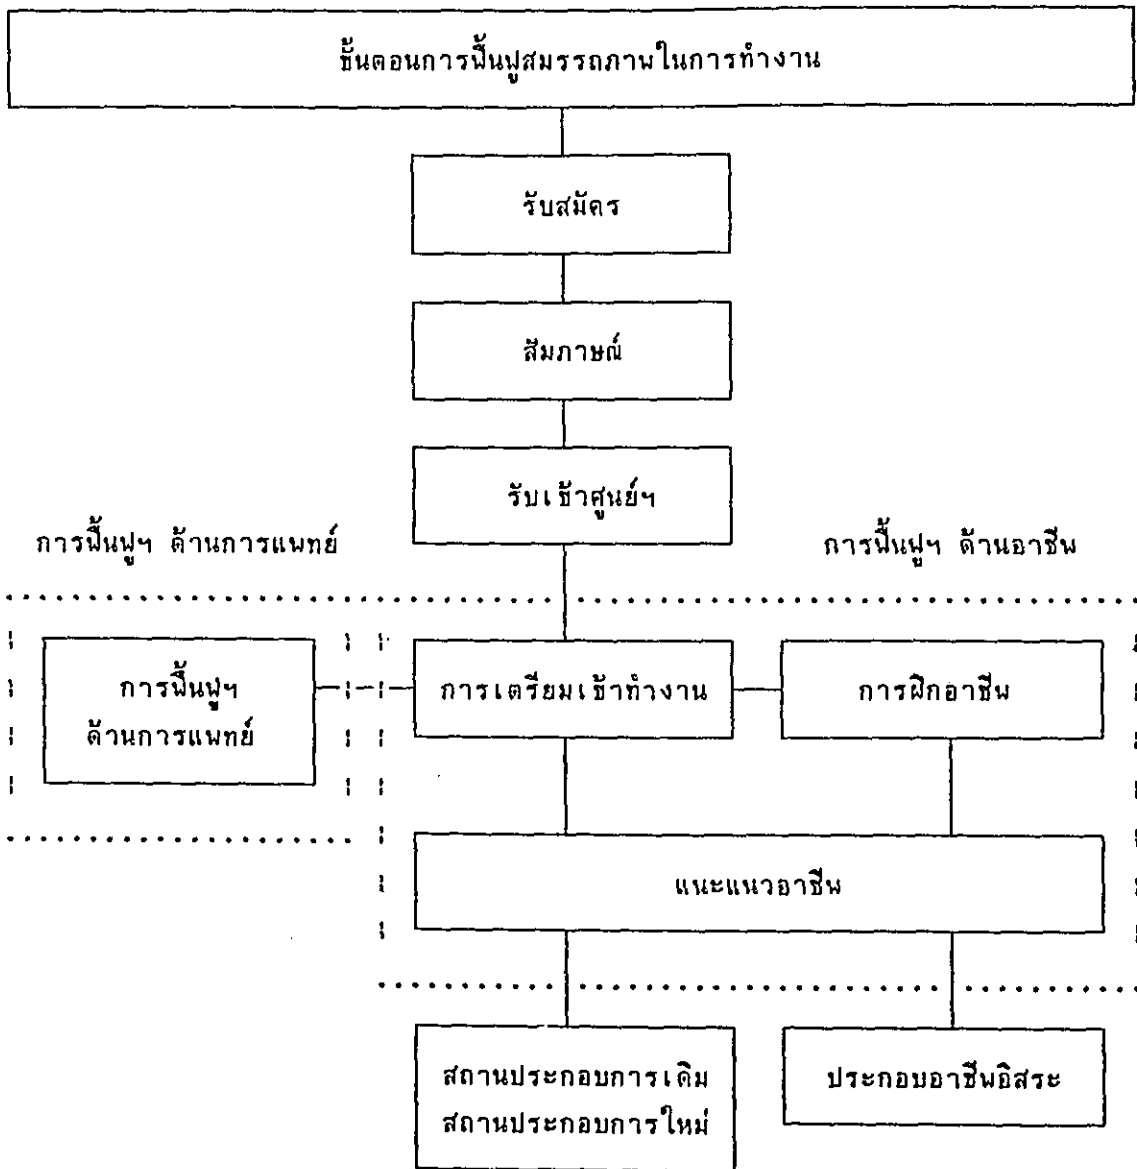 ขั้นตอนการฟื้นฟูสมรรถภาพในการทำงาน
รับสมัคร
สัมภาษณ์
รับเข้าศูนย์ฯ
การฟื้นฟูฯ ด้านการแพทย์
การฟื้นฟูฯ ด้านอาชีพ
การฟื้นฟูฯ
ด้านการแพทย์
การเตรียมเข้าทำงาน
การฝึกอาชีพ
แนะแนวอาชีพ
สถานประกอบการเดิม
สถานประกอบการใหม่
ประกอบอาชีพอิสระ